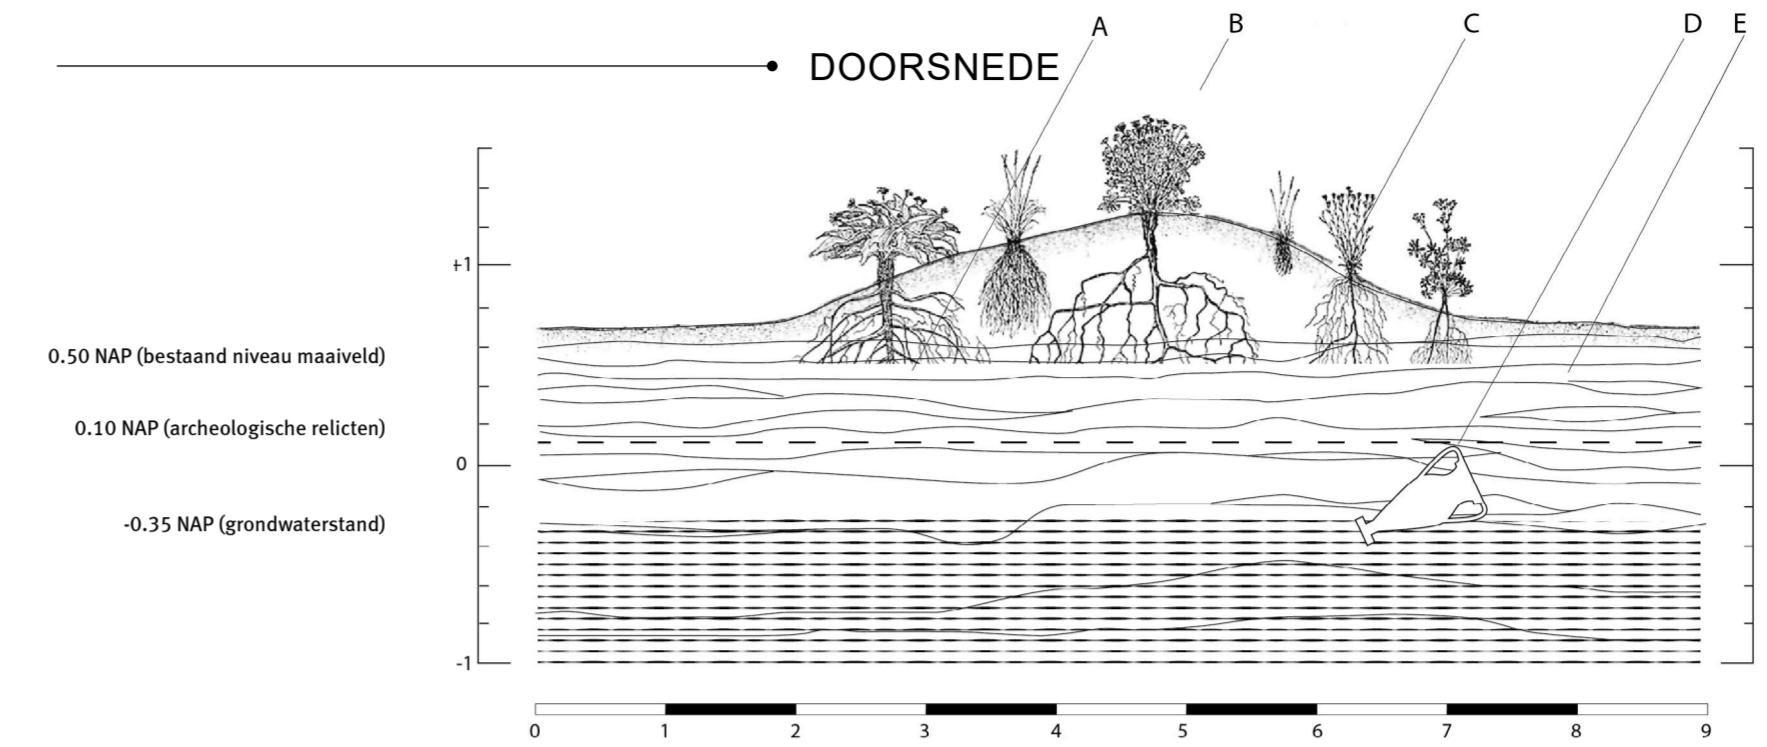 A B C D E
DOORSNEDE
+1
0.50 NAP (bestaand niveau maaiveld)
0.10 NAP (archeologische relicten)
0
-0.35 NAP (grondwaterstand)
-1
0 1 2 3 4 5 6 7 8 9